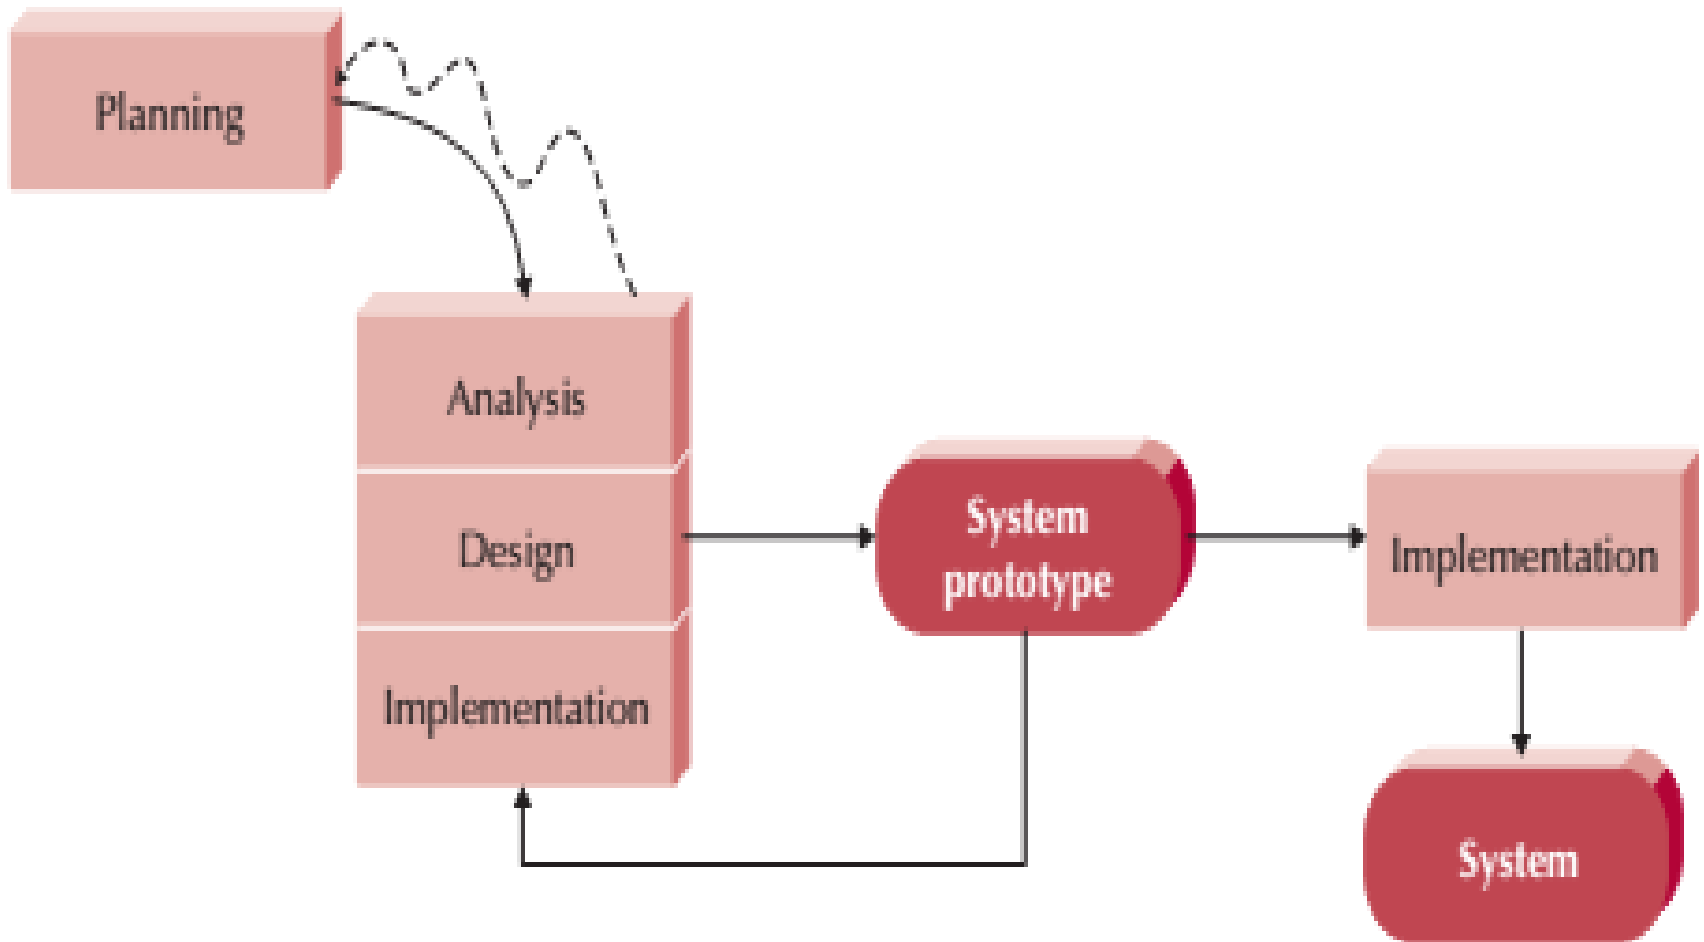 Planning
Analysis
Design
Implementation
System
prototype
Implementation
System